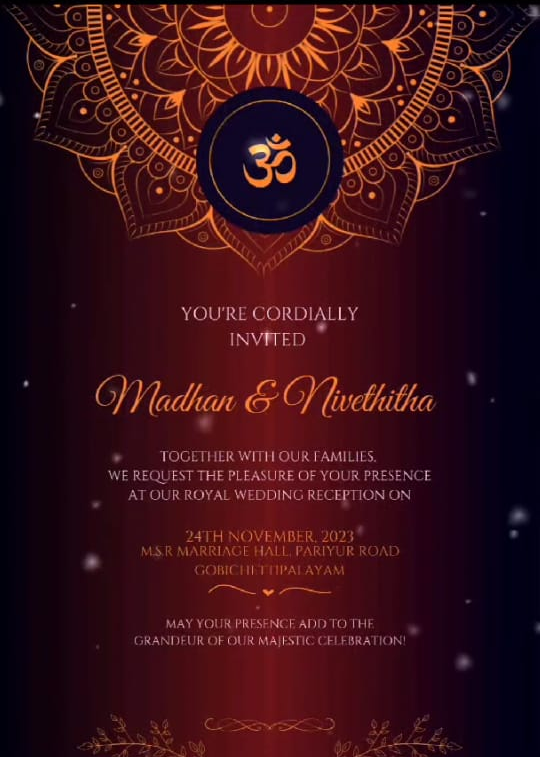 ॐ
YOU'RE CORDIALLY
INVITED
Madhan & Nivethitha
TOGETHER WITH OUR FAMILIES,
WE REQUEST THE PLEASURE OF YOUR PRESENCE
AT OUR ROYAL WEDDING RECEPTION ON
24TH NOVEMBER, 2023
M.S.R MARRIAGE HALL, PARIYUR ROAD
GOBICHETTIPALAYAM
MAY YOUR PRESENCE ADD TO THE
GRANDEUR OF OUR MAJESTIC CELEBRATION!